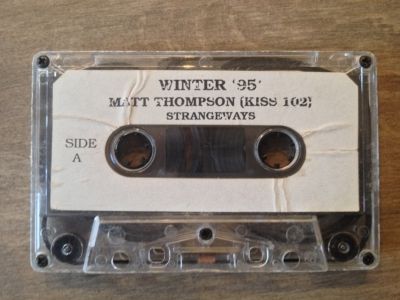 WINTER '95'
MATT THOMPSON (KISS 102)
STRANGEWAYS
SIDE
A